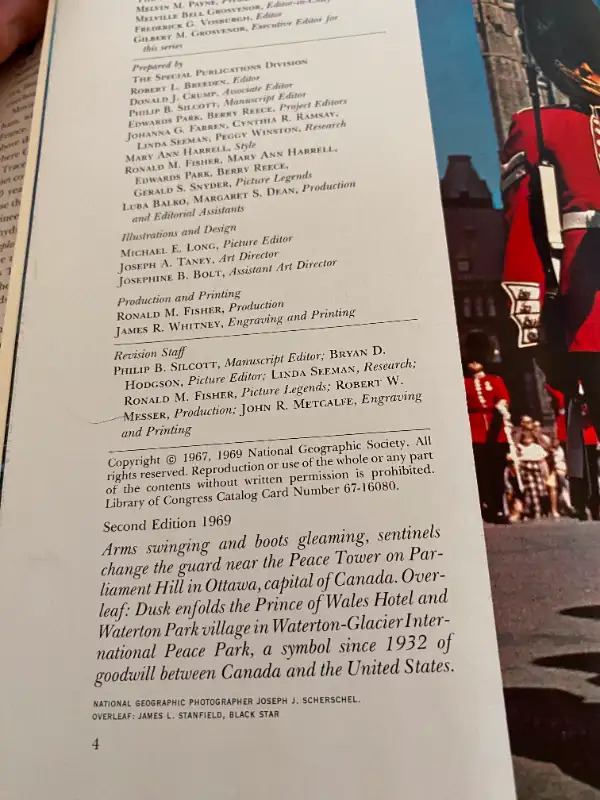 MELVIN M. PAYNE,
MELVILLE BELL GROSVENOR, Editor-in-Chief
FREDERICK G. VOSBURGH, Editor
GILBERT M. GROSVENOR, Executive Editor for
this series
Prepared by
THE SPECIAL PUBLICATIONS DIVISION
ROBERT L. BREEDEN, Editor
DONALD J. CRUMP, Associate Editor
PHILIP B. SILCOTT, Manuscript Editor
EDWARDS PARK, BERRY REECE, Project Editors
JOHANNA G. FARREN, CYNTHIA R. RAMSAY,
LINDA SEEMAN, PEGGY WINSTON, Research
MARY ANN HARRELL, Style
RONALD M. FISHER, MARY ANN HARRELL,
EDWARDS PARK, BERRY REECE,
GERALD S. SNYDER, Picture Legends
LUBA BALKO, MARGARET S. DEAN, Production
and Editorial Assistants
Illustrations and Design
MICHAEL E. LONG, Picture Editor
JOSEPH A. TANEY, Art Director
JOSEPHINE B. BOLT, Assistant Art Director
Production and Printing
RONALD M. FISHER, Production
JAMES R. WHITNEY, Engraving and Printing
Revision Staff
PHILIP B. SILCOTT, Manuscript Editor; BRYAN D.
HODGSON, Picture Editor; LINDA SEEMAN, Research;
RONALD M. FISHER, Picture Legends; ROBERT W.
MESSER, Production; JOHN R. METCALFE, Engraving
and Printing
Copyright © 1967, 1969 National Geographic Society. All
rights reserved. Reproduction or use of the whole or any part
of the contents without written permission is prohibited.
Library of Congress Catalog Card Number 67-16080.
Second Edition 1969
Arms swinging and boots gleaming, sentinels
change the guard near the Peace Tower on Par-
liament Hill in Ottawa, capital of Canada. Over-
leaf: Dusk enfolds the Prince of Wales Hotel and
Waterton Park village in Waterton-Glacier Inter-
national Peace Park, a symbol since 1932 of
goodwill between Canada and the United States.
NATIONAL GEOGRAPHIC PHOTOGRAPHER JOSEPH J. SCHERSCHEL.
OVERLEAF: JAMES L. STANFIELD, BLACK STAR
4